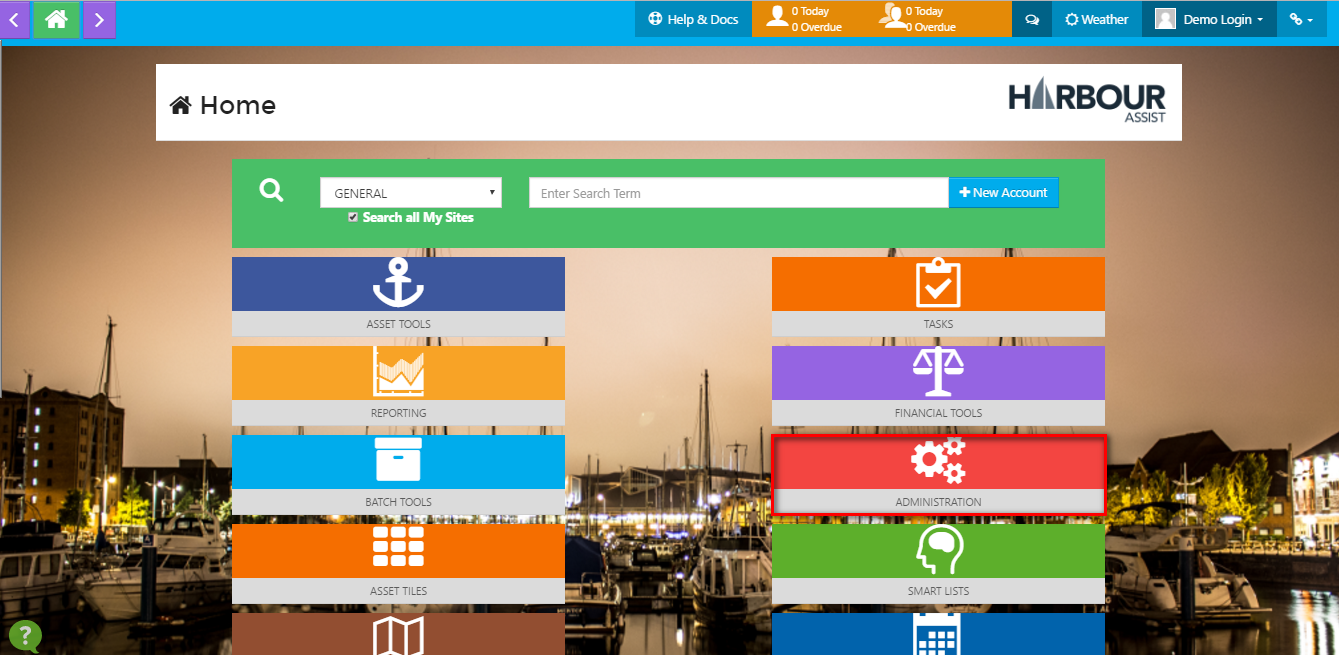 Help & Docs
0 Today
0 Overdue
0 Today
0 Overdue
Weather
Demo Login
Home
HARBOUR
ASSIST
GENERAL
Enter Search Term
New Account
Search all My Sites
ASSET TOOLS
TASKS
REPORTING
FINANCIAL TOOLS
BATCH TOOLS
ADMINISTRATION
ASSET TILES
SMART LISTS
?